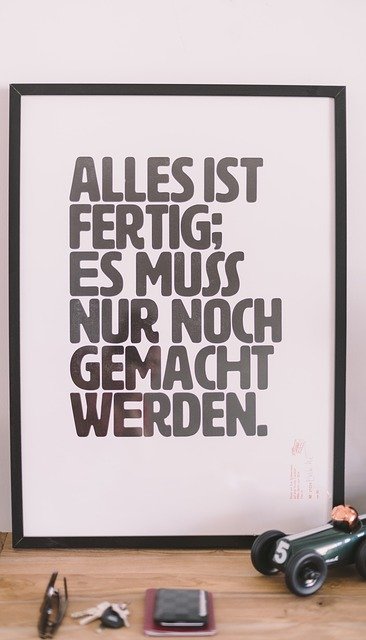 ALLES IST
FERTIG;
ES MUSS
NUR NOCH
GEMACHT
WERDEN.
5